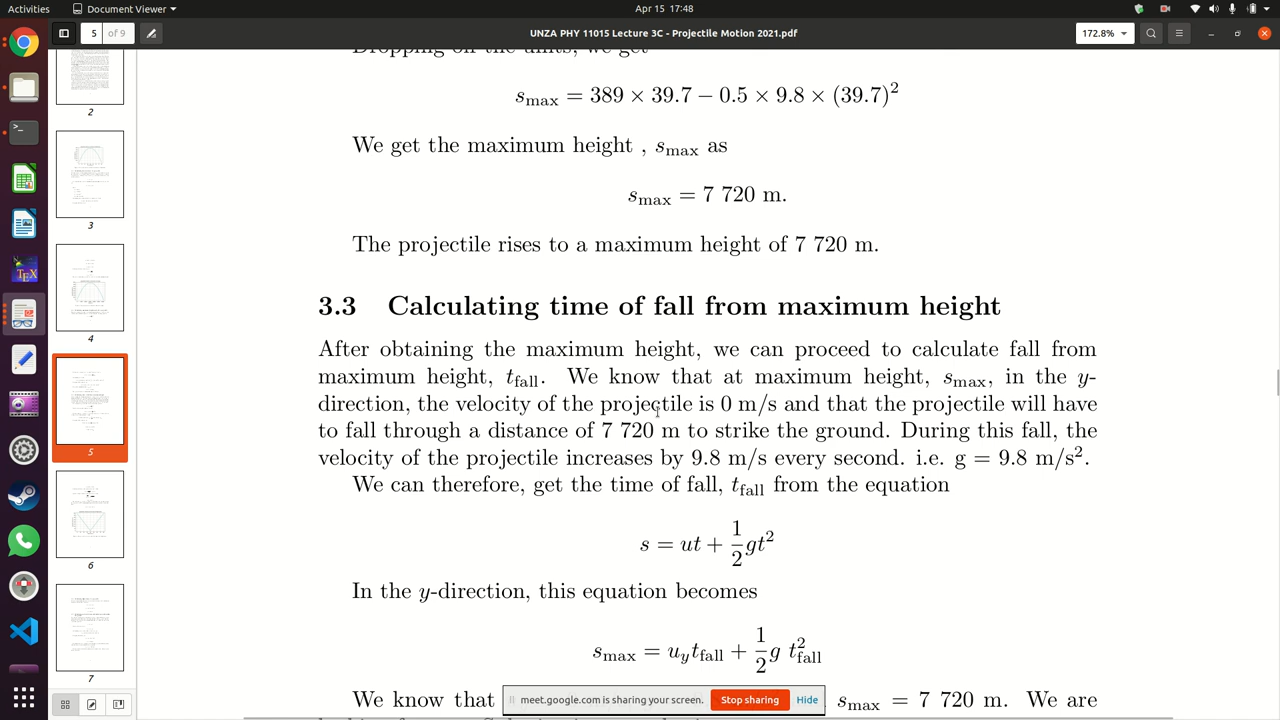 Activities Document Viewer Apr 15 17:48
5 of 9 UNZA PHY 11015 Lecture 3C - Projectile Motion 2021.pdf 172.8%
s_max = 389 × 39.7 − 0.5 × 9.8 × (39.7)²
2
We get the maximum height , s_max as
s_max = 7 720 m.
3
The projectile rises to a maximum height of 7 720 m.
3.3 Calculating time of fall from maximum height
4
After obtaining the maximum height, we can proceed to calculate fall from
maximum height, t_fall. We know that at maximum height, s_max, in the y-
direction, the velocity of the projectile is 0 m/s and that the projectile will have
to fall through a distance of 7 720 m to strike the ground. During this fall, the
velocity of the projectile increases by 9.8 m/s every second. i.e. g = 9.8 m/s².
5
We can therefore get the time of fall, t_fall from the equation
s = ut + 1/2 gt²
6
In the y-direction this equation becomes
s_max = u_y t_fall + 1/2 g t²_fall
7
We know that s_max = 7 720 m. We are
meet.google.com is sharing your screen. Stop sharing Hide